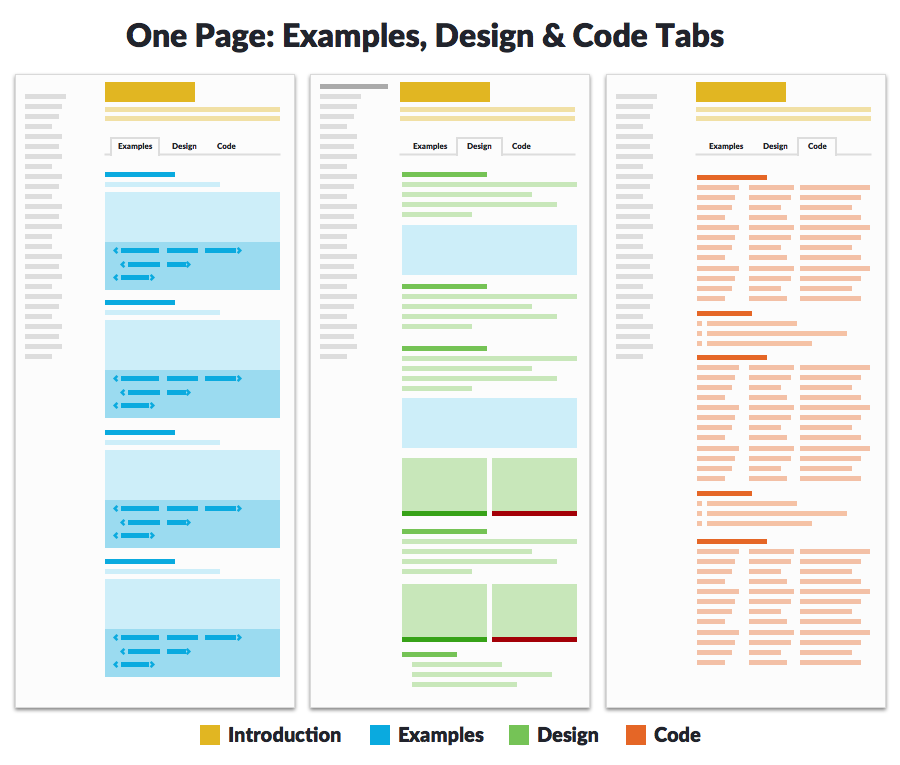 One Page: Examples, Design & Code Tabs
Examples Design Code
Examples Design Code
Examples Design Code
Introduction Examples Design Code